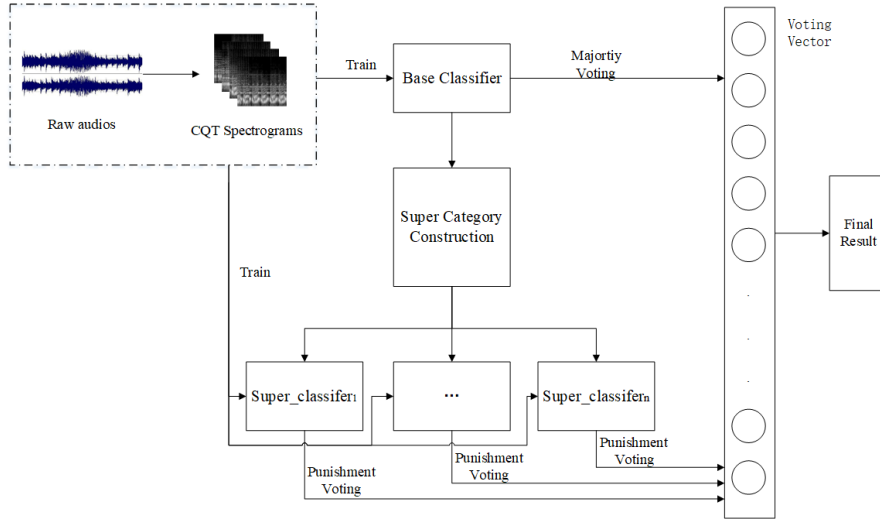 Raw audios
CQT Spectrograms
Train
Base Classifier
Majortiy
Voting
Voting
Vector
Super Category
Construction
Final
Result
Train
Super_classifer1
...
Super_classifern
Punishment
Voting
Punishment
Voting
Punishment
Voting